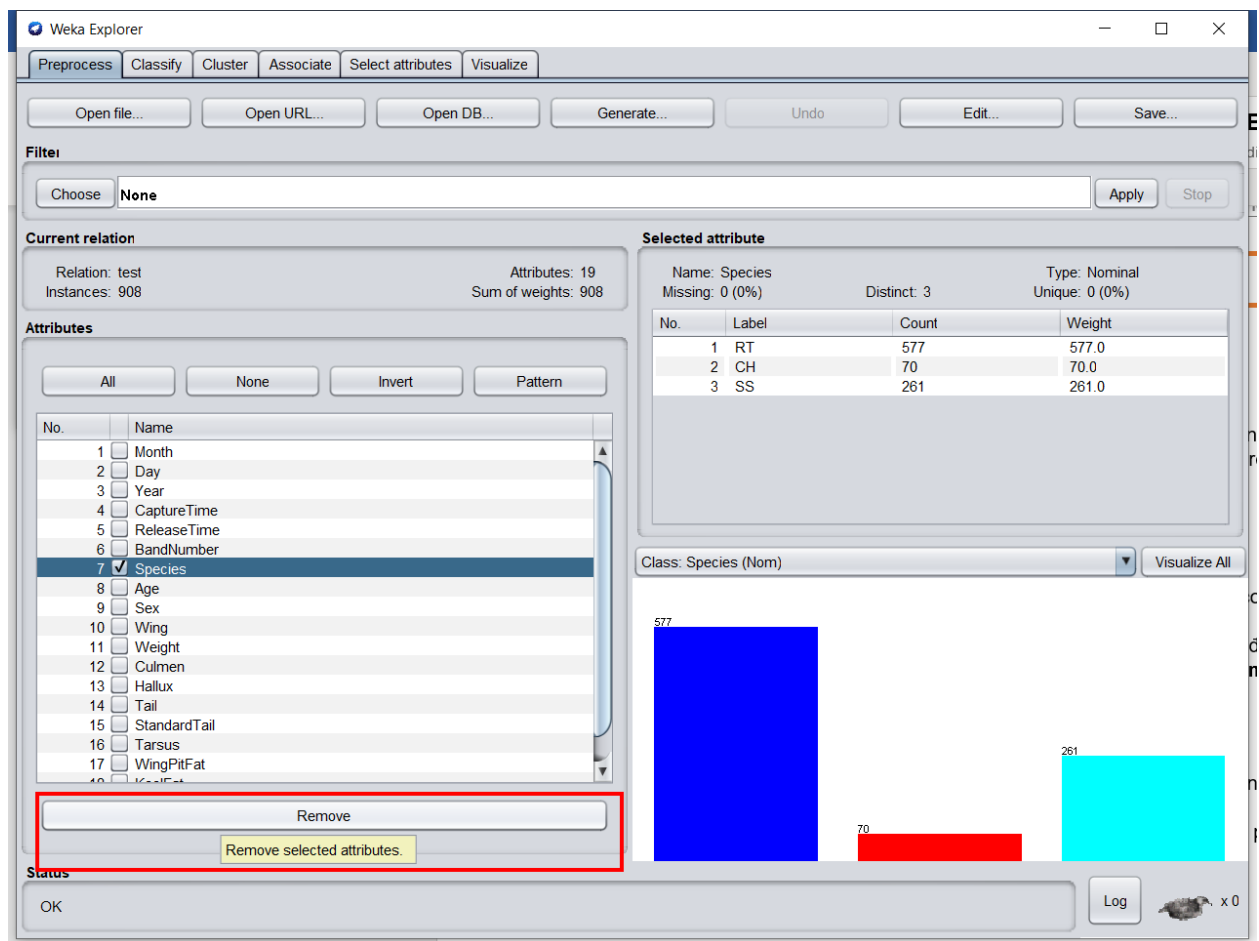 Weka Explorer
Preprocess Classify Cluster Associate Select attributes Visualize
Open file... Open URL... Open DB... Generate... Undo Edit... Save...
Filter
Choose None Apply Stop
Current relation
Relation: test Attributes: 19
Instances: 908 Sum of weights: 908
Attributes
All None Invert Pattern
No. Name
1 Month
2 Day
3 Year
4 CaptureTime
5 ReleaseTime
6 BandNumber
7 Species
8 Age
9 Sex
10 Wing
11 Weight
12 Culmen
13 Hallux
14 Tail
15 StandardTail
16 Tarsus
17 WingPitFat
Remove
Remove selected attributes.
Selected attribute
Name: Species Type: Nominal
Missing: 0 (0%) Distinct: 3 Unique: 0 (0%)
No. Label Count Weight
1 RT 577 577.0
2 CH 70 70.0
3 SS 261 261.0
Class: Species (Nom) Visualize All
577
261
70
Status
OK
Log x 0